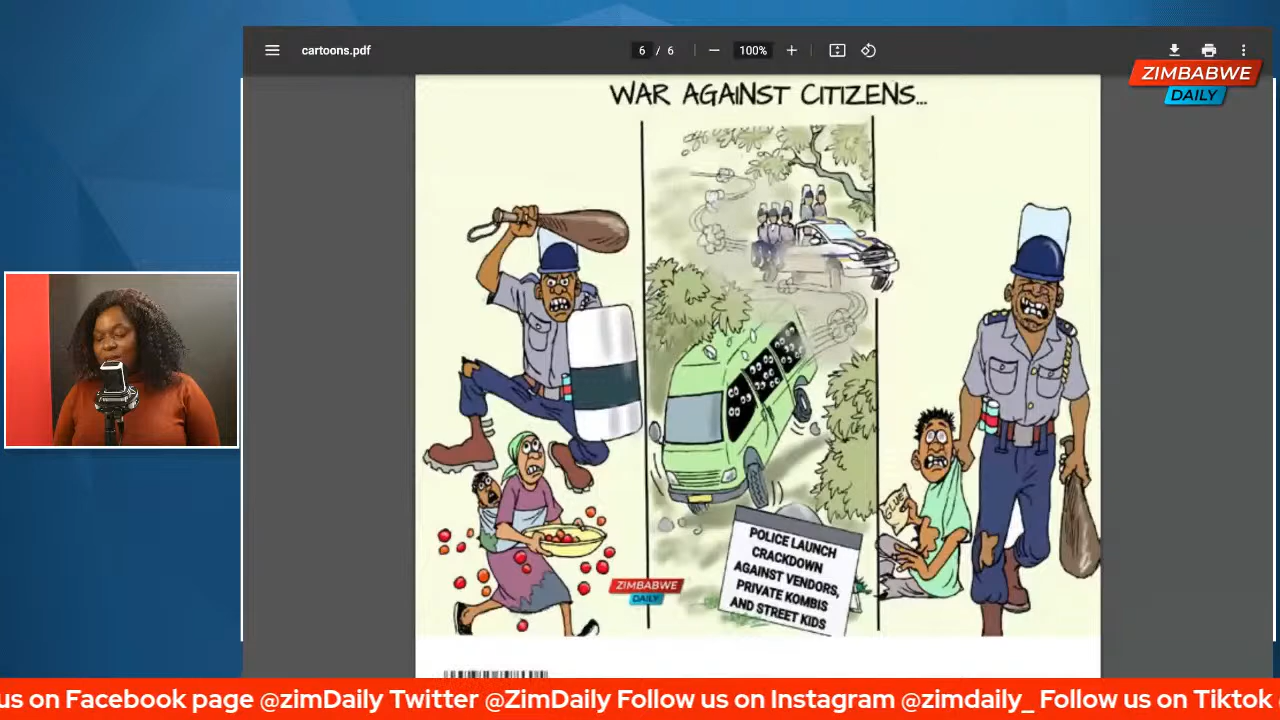 cartoons.pdf
6 / 6
100%
ZIMBABWE
DAILY
WAR AGAINST CITIZENS...
GLUE
POLICE LAUNCH
CRACKDOWN
AGAINST VENDORS,
PRIVATE KOMBIS
AND STREET KIDS
ZIMBABWE
DAILY
us on Facebook page @zimDaily Twitter @ZimDaily Follow us on Instagram @zimdaily_ Follow us on Tiktok